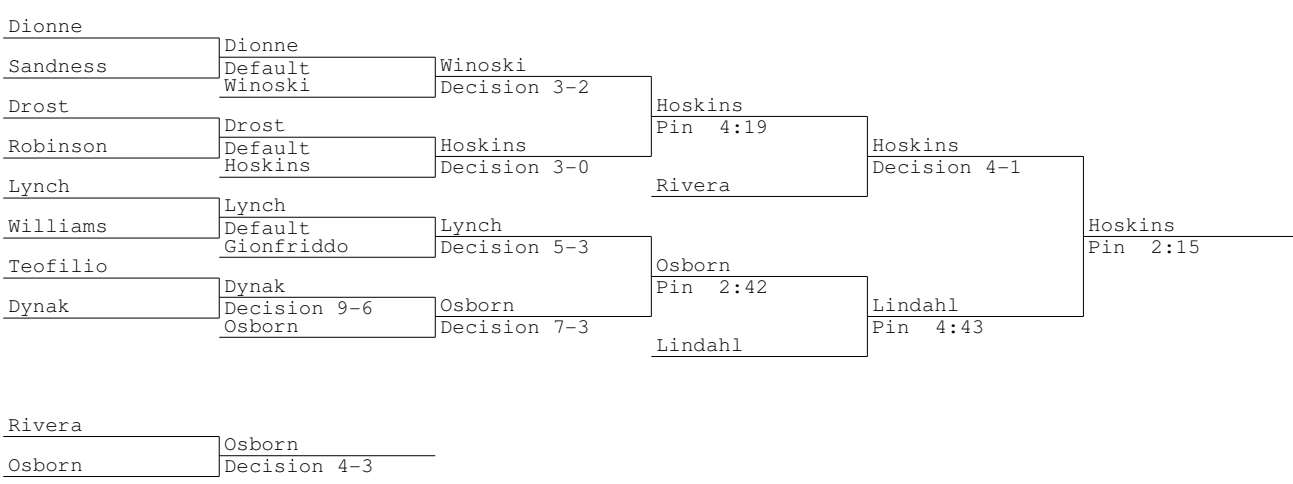 Dionne
Dionne
Sandness
Default
Winoski
Winoski
Decision 3-2
Drost
Hoskins
Drost
Pin 4:19
Robinson
Default
Hoskins
Hoskins
Hoskins
Decision 3-0
Decision 4-1
Lynch
Rivera
Lynch
Williams
Default
Lynch
Hoskins
Gionfriddo
Decision 5-3
Pin 2:15
Teofilio
Osborn
Dynak
Pin 2:42
Dynak
Decision 9-6
Osborn
Lindahl
Osborn
Decision 7-3
Pin 4:43
Lindahl
Rivera
Osborn
Osborn
Decision 4-3